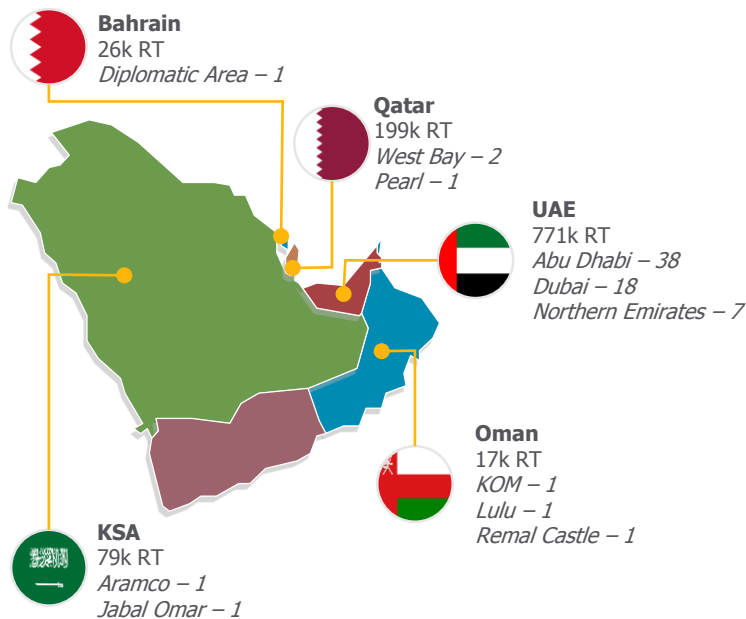 Bahrain
26k RT
Diplomatic Area – 1
Qatar
199k RT
West Bay – 2
Pearl – 1
UAE
771k RT
Abu Dhabi – 38
Dubai – 18
Northern Emirates – 7
Oman
17k RT
KOM – 1
Lulu – 1
Remal Castle – 1
KSA
79k RT
Aramco – 1
Jabal Omar – 1